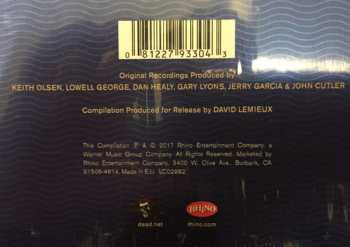 0 81227 93304 3
Original Recordings Produced by
KEITH OLSEN, LOWELL GEORGE, DAN HEALY, GARY LYONS, JERRY GARCIA & JOHN CUTLER
Compilation Produced for Release by DAVID LEMIEUX
This Compilation ℗ & © 2017 Rhino Entertainment Company, a
Warner Music Group Company. All Rights Reserved. Marketed by
Rhino Entertainment Company, 3400 W. Olive Ave., Burbank, CA
91505-4614. Made in E.U.
RHINO
dead.net
rhino.com